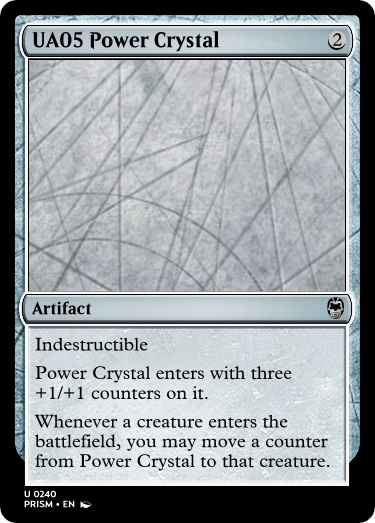 UA05 Power Crystal
2
Artifact
Indestructible
Power Crystal enters with three
+1/+1 counters on it.
Whenever a creature enters the
battlefield, you may move a counter
from Power Crystal to that creature.
U 0240
PRISM • EN